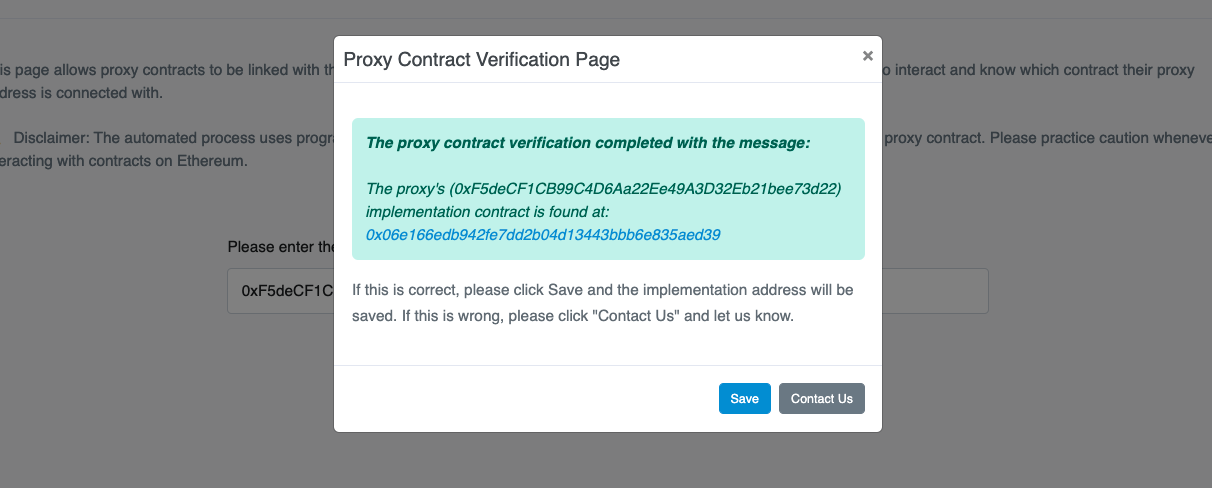 Proxy Contract Verification Page ×
is page allows proxy contracts to be linked with th o interact and know which contract their proxy
dress is connected with.
The proxy contract verification completed with the message:
Disclaimer: The automated process uses progra proxy contract. Please practice caution wheneve
eracting with contracts on Ethereum.
The proxy's (0xF5deCF1CB99C4D6Aa22Ee49A3D32Eb21bee73d22)
implementation contract is found at:
0x06e166edb942fe7dd2b04d13443bbb6e835aed39
Please enter the
0xF5deCF1C
If this is correct, please click Save and the implementation address will be
saved. If this is wrong, please click "Contact Us" and let us know.
Save Contact Us